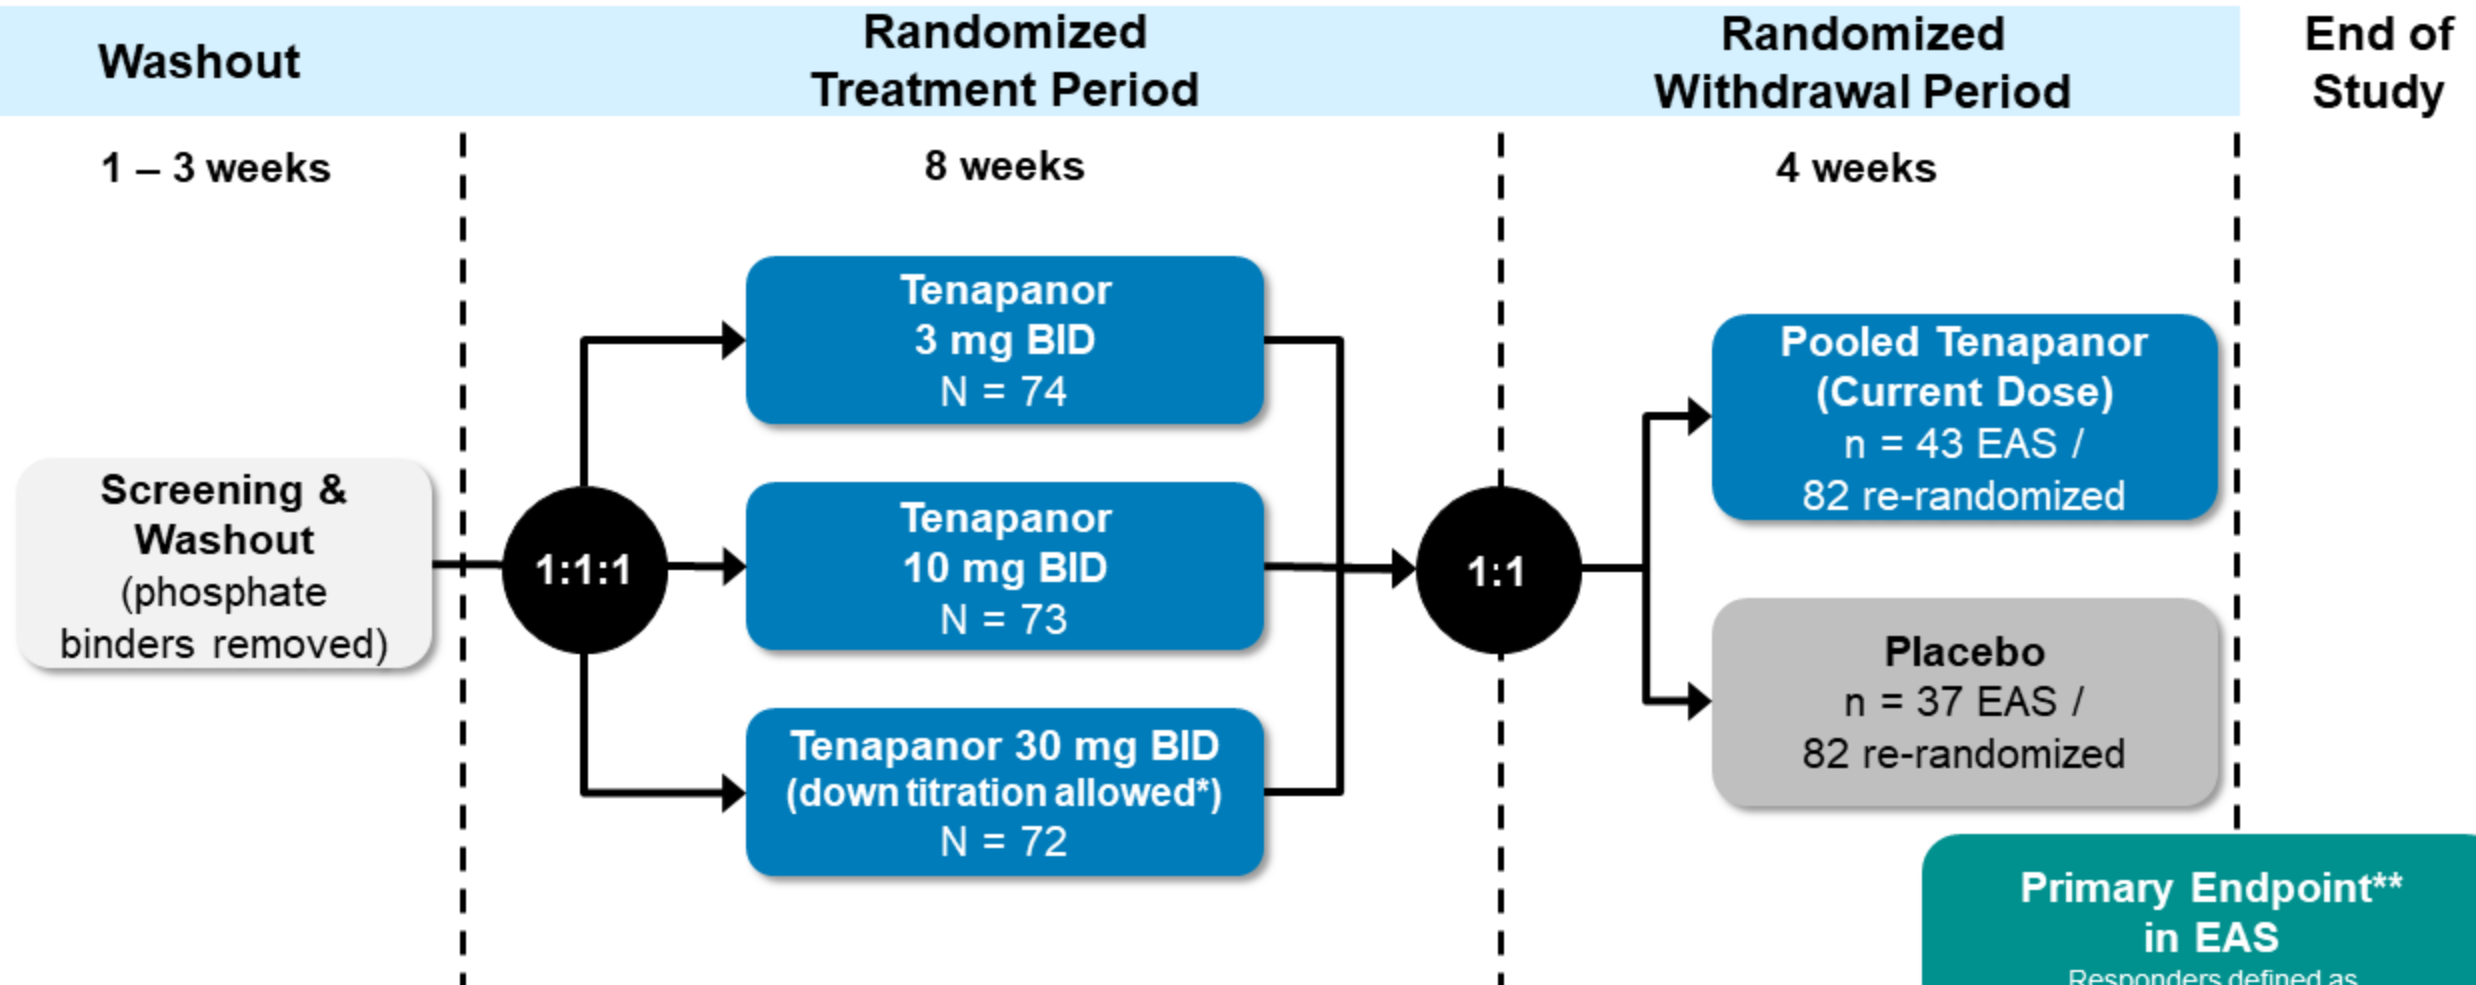 Washout
Randomized
Treatment Period
Randomized
Withdrawal Period
End of
Study
1 – 3 weeks
8 weeks
4 weeks
Screening &
Washout
(phosphate
binders removed)
1:1:1
Tenapanor
3 mg BID
N = 74
Tenapanor
10 mg BID
N = 73
Tenapanor 30 mg BID
(down titration allowed*)
N = 72
1:1
Pooled Tenapanor
(Current Dose)
n = 43 EAS /
82 re-randomized
Placebo
n = 37 EAS /
82 re-randomized
Primary Endpoint**
in EAS
Responders defined as